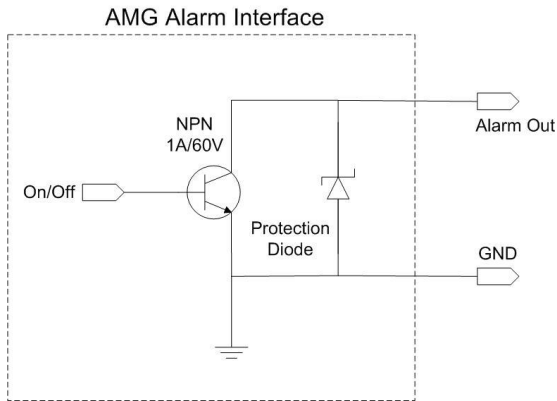 AMG Alarm Interface
NPN
1A/60V
Alarm Out
On/Off
Protection
Diode
GND